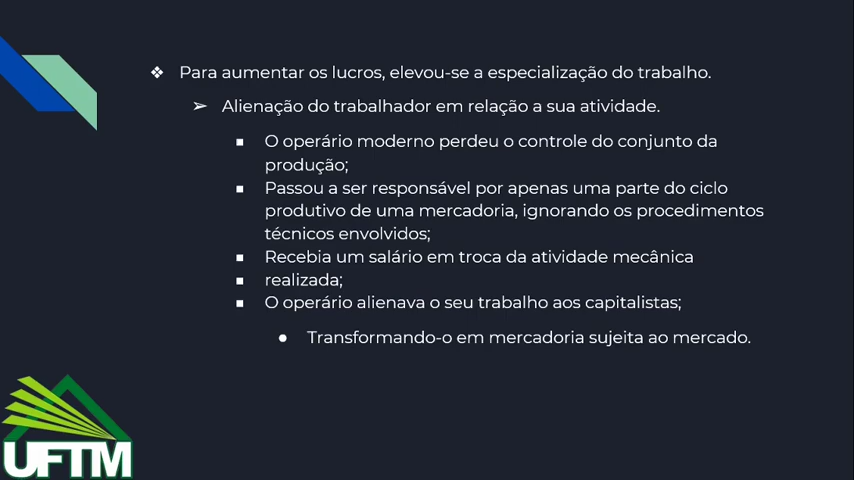 ❖ Para aumentar os lucros, elevou-se a especialização do trabalho.
➢ Alienação do trabalhador em relação a sua atividade.
■ O operário moderno perdeu o controle do conjunto da
produção;
■ Passou a ser responsável por apenas uma parte do ciclo
produtivo de uma mercadoria, ignorando os procedimentos
técnicos envolvidos;
■ Recebia um salário em troca da atividade mecânica
■ realizada;
■ O operário alienava o seu trabalho aos capitalistas;
● Transformando-o em mercadoria sujeita ao mercado.
UFTM